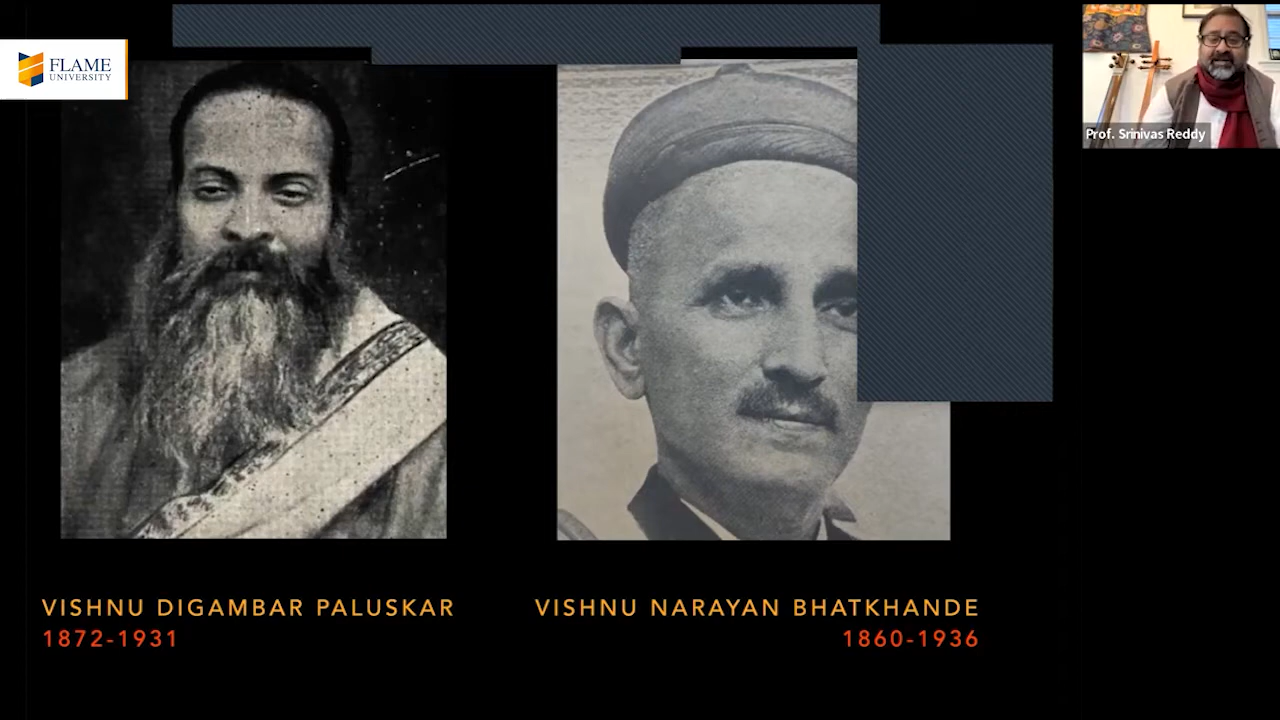 FLAME
UNIVERSITY
Prof. Srinivas Reddy
VISHNU DIGAMBAR PALUSKAR
1872-1931
VISHNU NARAYAN BHATKHANDE
1860-1936